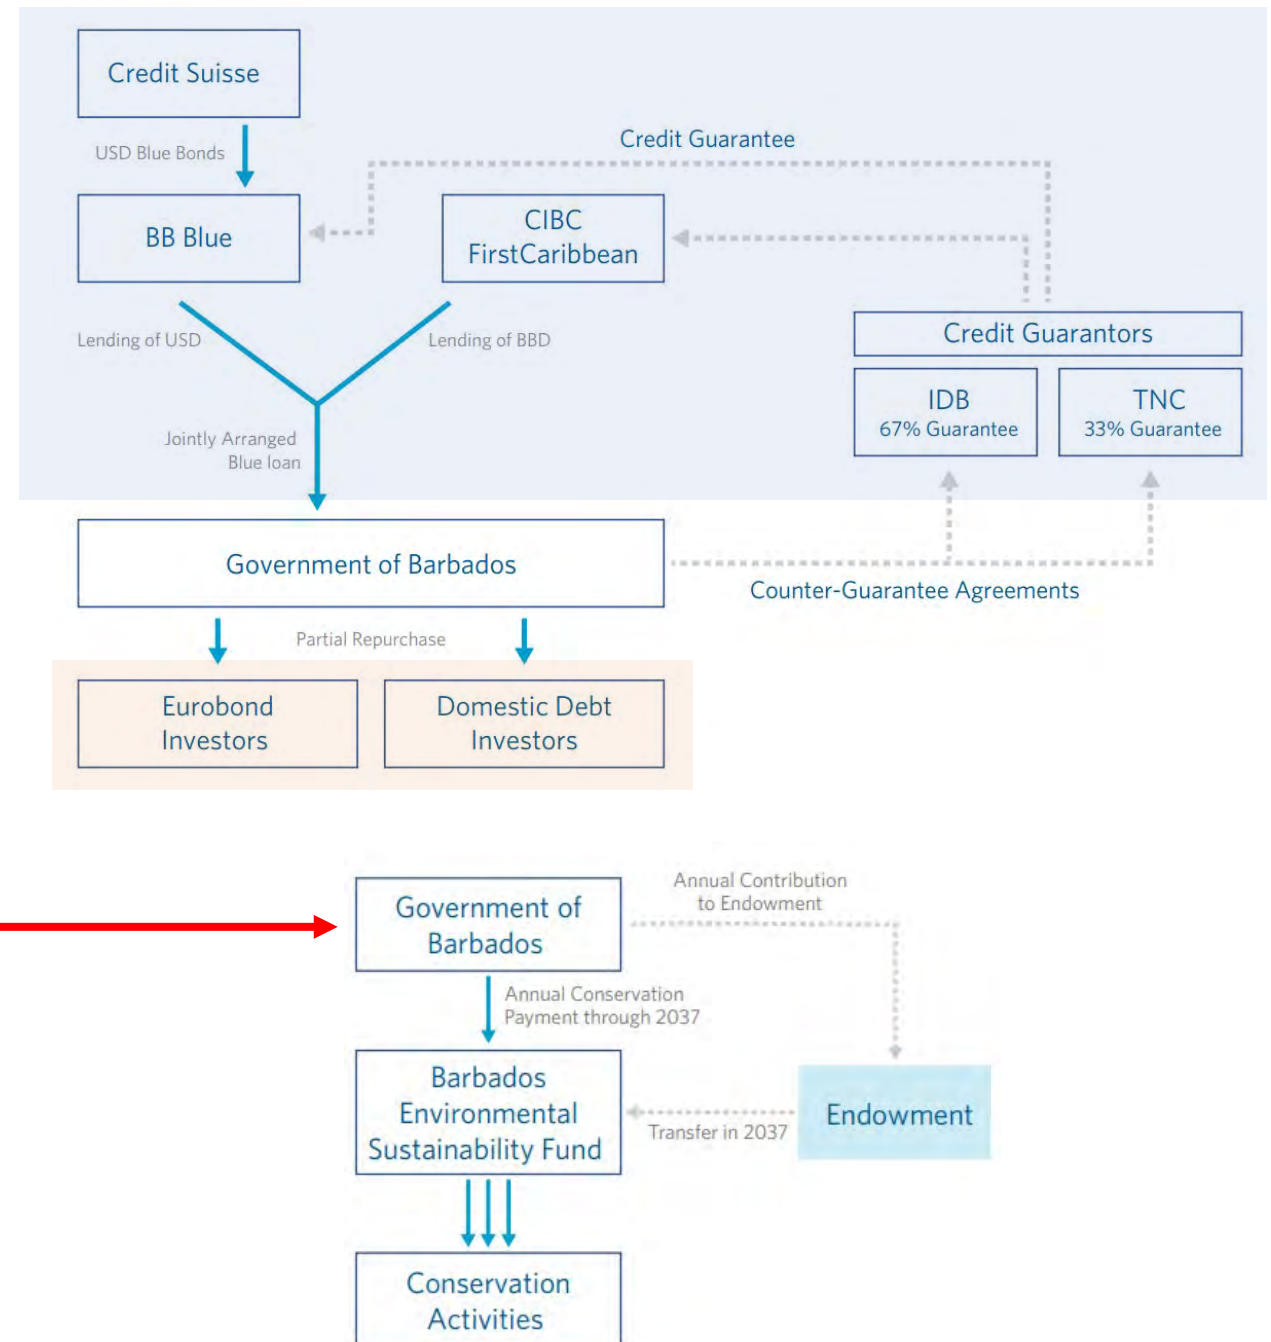 Credit Suisse
USD Blue Bonds
Credit Guarantee
BB Blue
CIBC
FirstCaribbean
Lending of USD
Lending of BBD
Credit Guarantors
IDB
67% Guarantee
TNC
33% Guarantee
Jointly Arranged
Blue loan
Government of Barbados
Counter-Guarantee Agreements
Partial Repurchase
Eurobond
Investors
Domestic Debt
Investors
Government of
Barbados
Annual Contribution
to Endowment
Annual Conservation
Payment through 2037
Barbados
Environmental
Sustainability Fund
Transfer in 2037
Endowment
Conservation
Activities